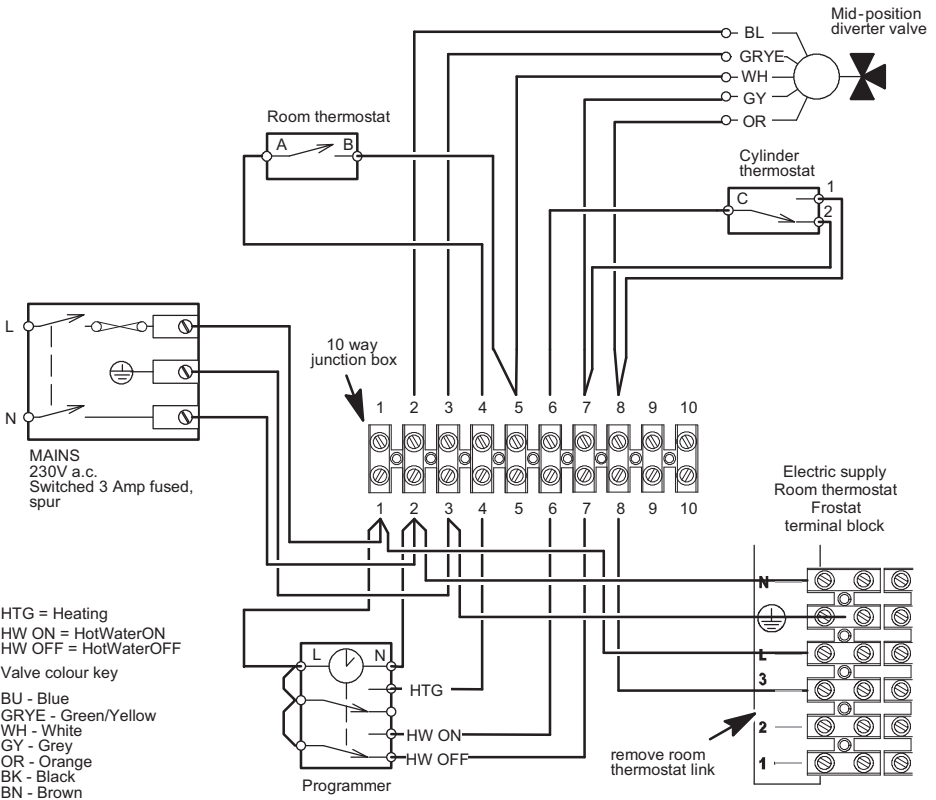 Mid-position
diverter valve
BL
GRYE
WH
GY
OR
Room thermostat
A B
Cylinder
thermostat
C 1
2
L
N
MAINS
230V a.c.
Switched 3 Amp fused,
spur
10 way
junction box
1 2 3 4 5 6 7 8 9 10
1 2 3 4 5 6 7 8 9 10
Electric supply
Room thermostat
Frostat
terminal block
N
L
3
2
1
remove room
thermostat link
HTG = Heating
HW ON = HotWaterON
HW OFF = HotWaterOFF
Valve colour key
BU - Blue
GRYE - Green/Yellow
WH - White
GY - Grey
OR - Orange
BK - Black
BN - Brown
L N
HTG
HW ON
HW OFF
Programmer